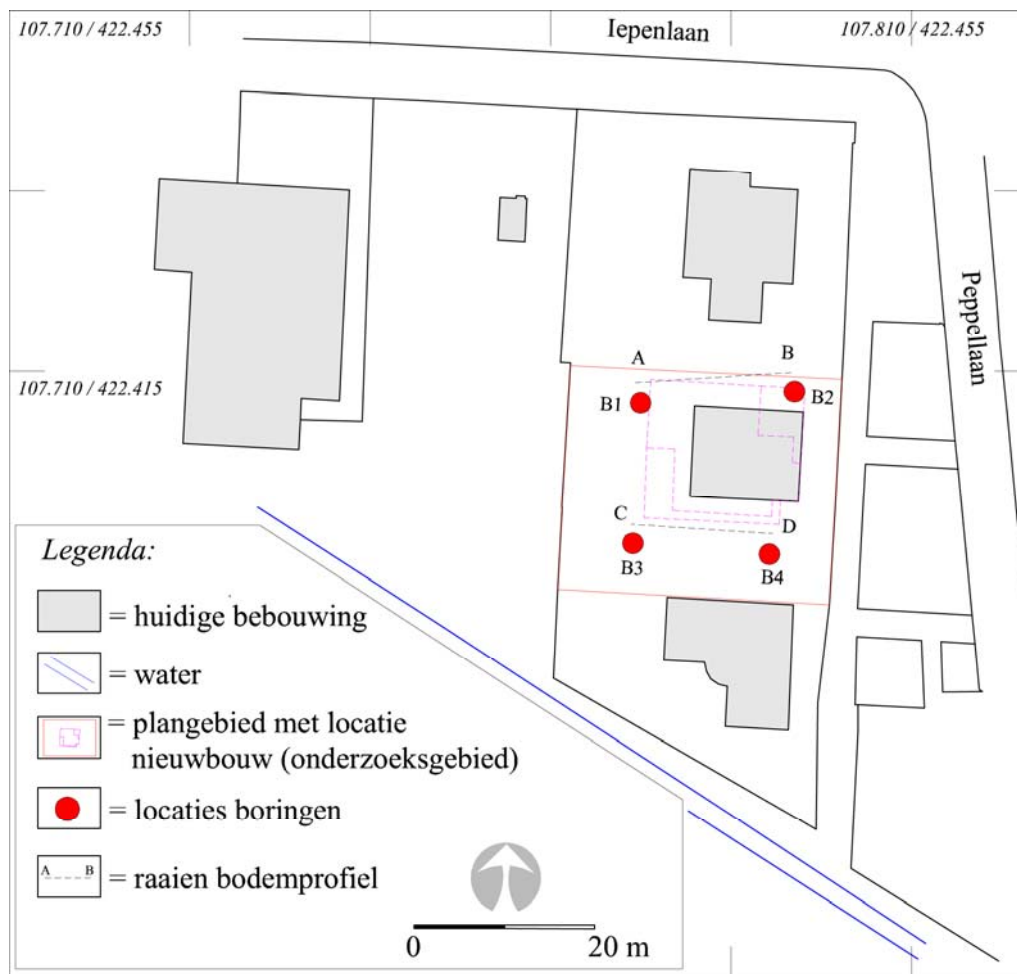 107.710 / 422.455
Iepenlaan
107.810 / 422.455
Peppellaan
107.710 / 422.415
A
B
B1
B2
C
D
B3
B4
Legenda:
= huidige bebouwing
= water
= plangebied met locatie
nieuwbouw (onderzoeksgebied)
= locaties boringen
A B
= raaien bodemprofiel
0 20 m